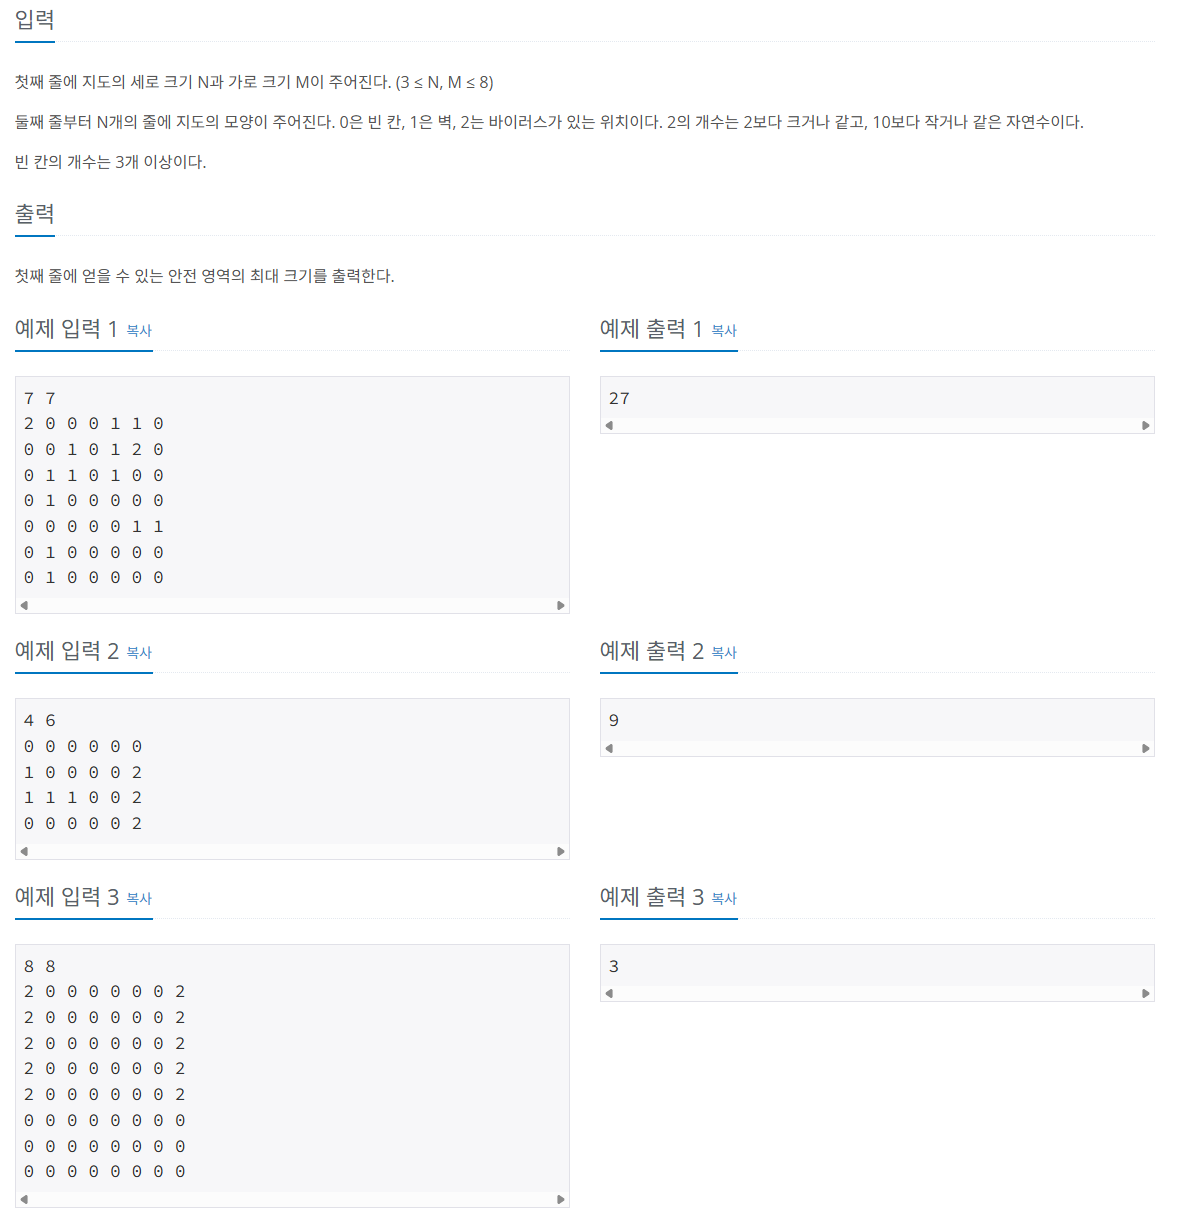 입력
첫째 줄에 지도의 세로 크기 N과 가로 크기 M이 주어진다. (3 ≤ N, M ≤ 8)
둘째 줄부터 N개의 줄에 지도의 모양이 주어진다. 0은 빈 칸, 1은 벽, 2는 바이러스가 있는 위치이다. 2의 개수는 2보다 크거나 같고, 10보다 작거나 같은 자연수이다.
빈 칸의 개수는 3개 이상이다.
출력
첫째 줄에 얻을 수 있는 안전 영역의 최대 크기를 출력한다.
예제 입력 1 복사
7 7
2 0 0 0 1 1 0
0 0 1 0 1 2 0
0 1 1 0 1 0 0
0 1 0 0 0 0 0
0 0 0 0 0 1 1
0 1 0 0 0 0 0
0 1 0 0 0 0 0
예제 출력 1 복사
27
예제 입력 2 복사
4 6
0 0 0 0 0 0
1 0 0 0 0 2
1 1 1 0 0 2
0 0 0 0 0 2
예제 출력 2 복사
9
예제 입력 3 복사
8 8
2 0 0 0 0 0 0 2
2 0 0 0 0 0 0 2
2 0 0 0 0 0 0 2
2 0 0 0 0 0 0 2
2 0 0 0 0 0 0 2
0 0 0 0 0 0 0 0
0 0 0 0 0 0 0 0
0 0 0 0 0 0 0 0
예제 출력 3 복사
3